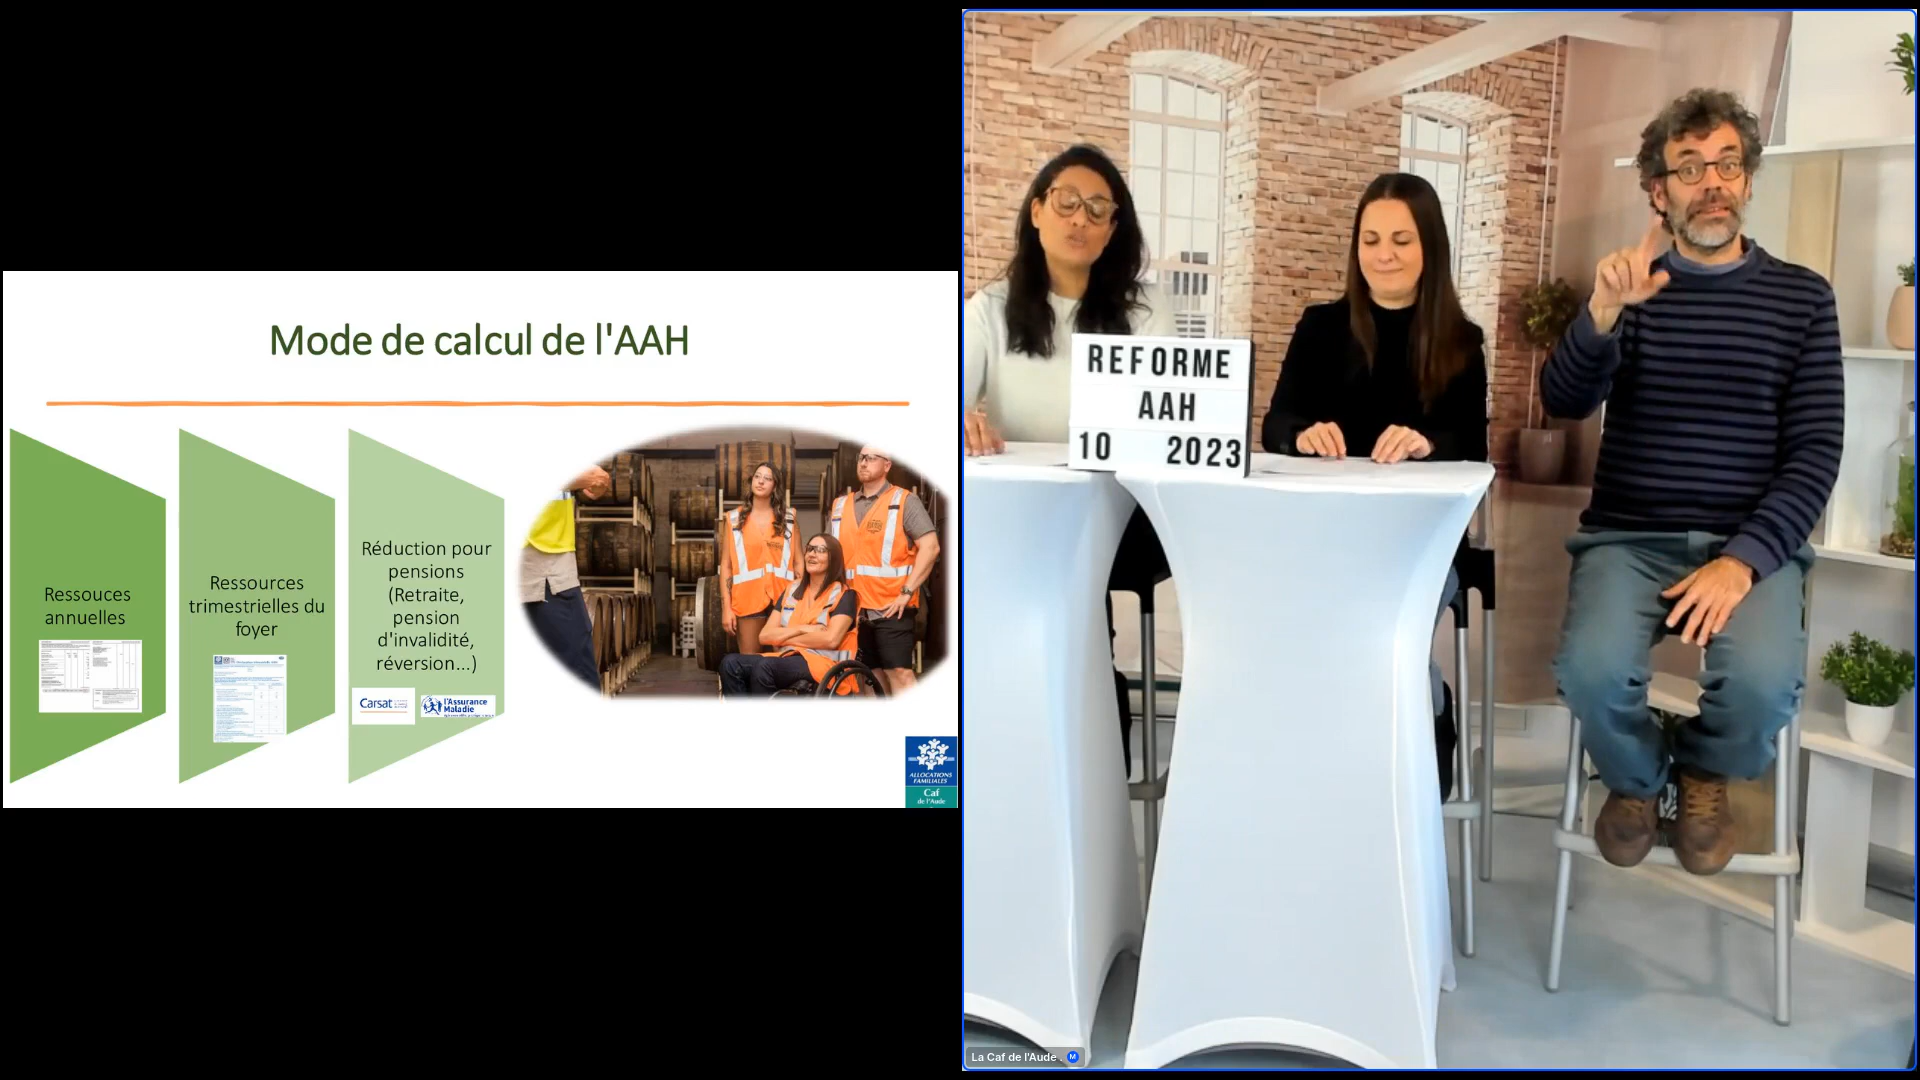 Mode de calcul de l'AAH
Ressouces
annuelles
Ressources
trimestrielles du
foyer
Réduction pour
pensions
(Retraite,
pension
d'invalidité,
réversion...)
Carsat
l'Assurance
Maladie
ALLOCATIONS
FAMILIALES
Caf
de l'Aude
REFORME
AAH
10 2023
La Caf de l'Aude .
M